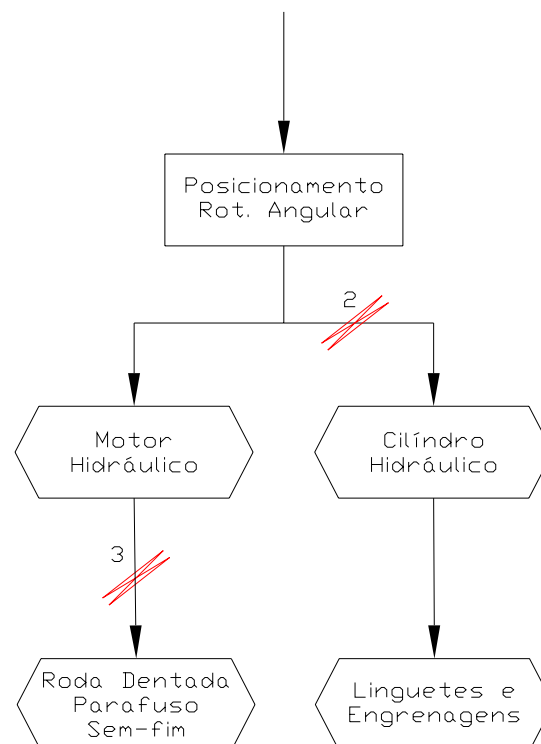 Posicionamento
Rot. Angular
2
Motor
Hidráulico
Cilíndro
Hidráulico
3
Roda Dentada
Parafuso
Sem-fim
Linguetes e
Engrenagens